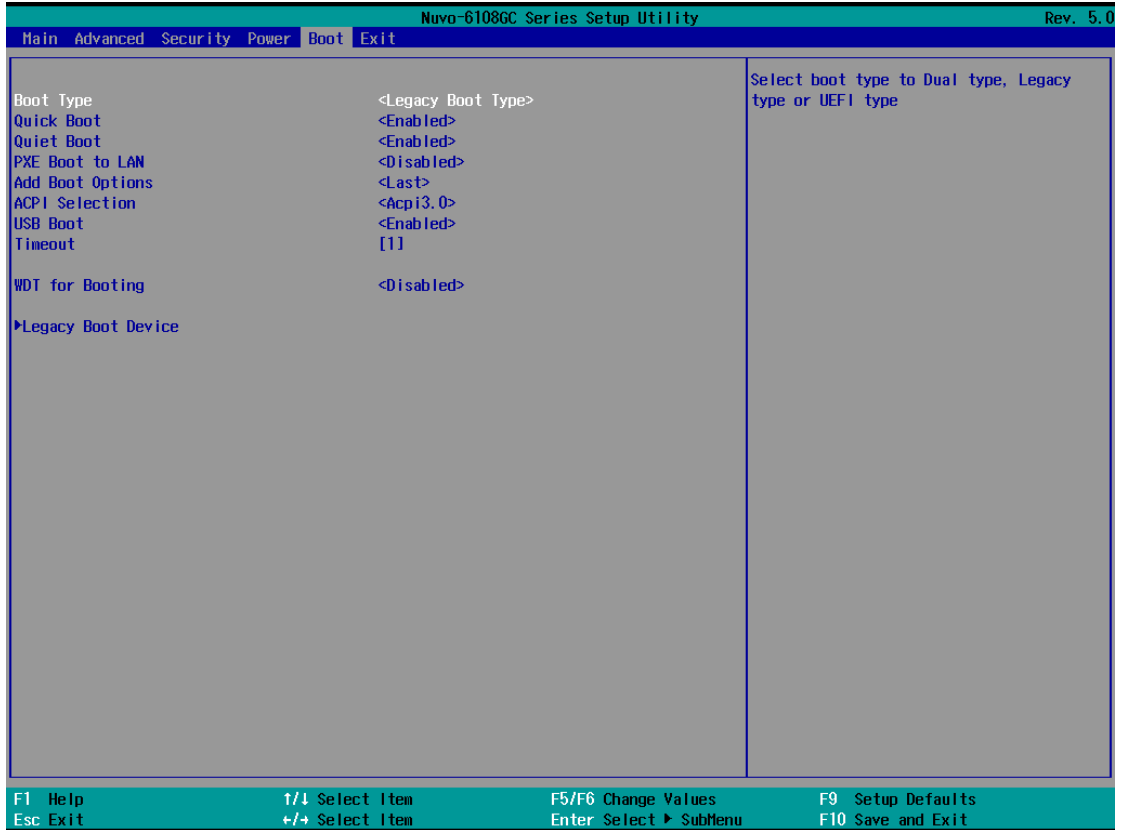 Nuvo-6108GC Series Setup Utility Rev. 5.0
Main Advanced Security Power Boot Exit
Boot Type <Legacy Boot Type>
Quick Boot <Enabled>
Quiet Boot <Enabled>
PXE Boot to LAN <Disabled>
Add Boot Options <Last>
ACPI Selection <Acpi3.0>
USB Boot <Enabled>
Timeout [1]
WDT for Booting <Disabled>
▶Legacy Boot Device
Select boot type to Dual type, Legacy
type or UEFI type
F1 Help ↑/↓ Select Item F5/F6 Change Values F9 Setup Defaults
Esc Exit ←/→ Select Item Enter Select ▶ SubMenu F10 Save and Exit